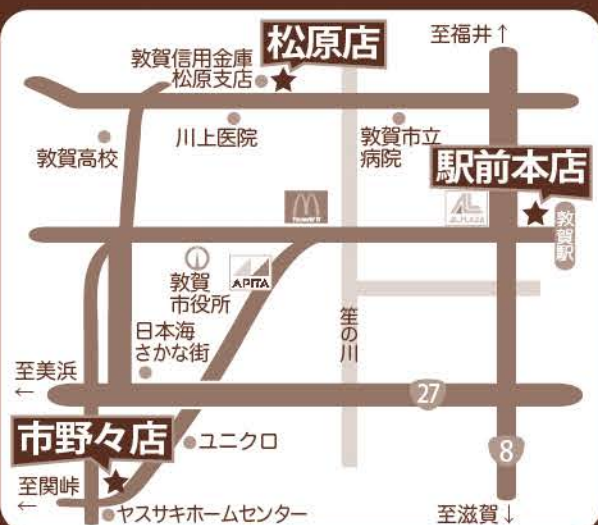 松原店
至福井↑
敦賀信用金庫
松原支店
敦賀高校
川上医院
敦賀市立
病院
駅前本店
敦賀駅
AL
APITA
敦賀
市役所
笙の川
日本海
さかな街
至美浜
←
27
市野々店
ユニクロ
8
至関峠
←
ヤスサキホームセンター
至滋賀↓